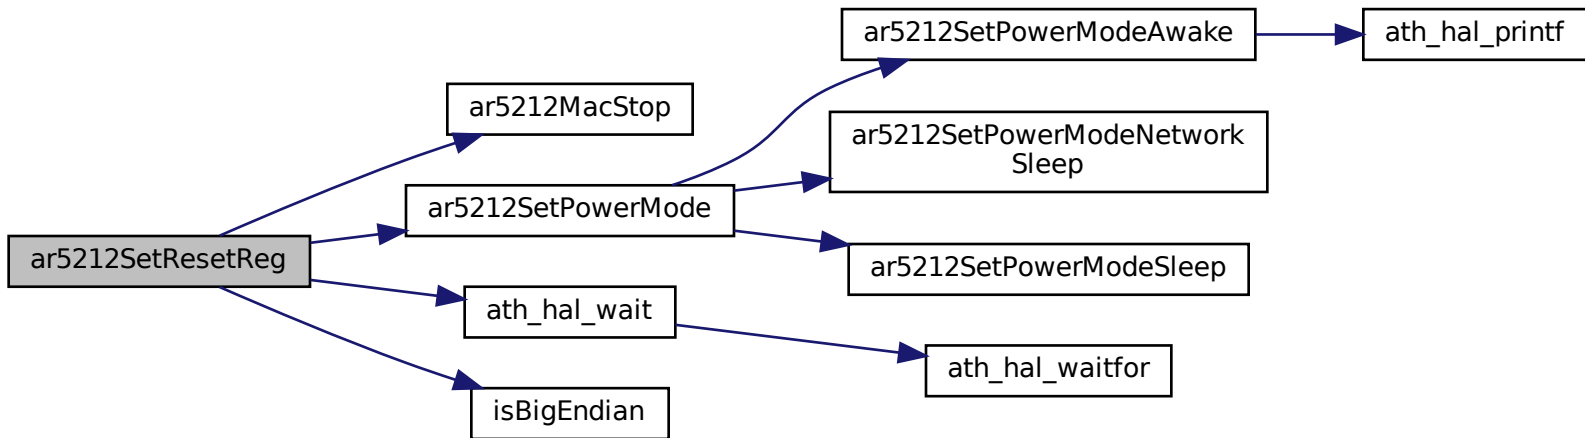 ar5212SetPowerModeAwake
ath_hal_printf
ar5212MacStop
ar5212SetPowerModeNetwork
Sleep
ar5212SetPowerMode
ar5212SetResetReg
ar5212SetPowerModeSleep
ath_hal_wait
ath_hal_waitfor
isBigEndian